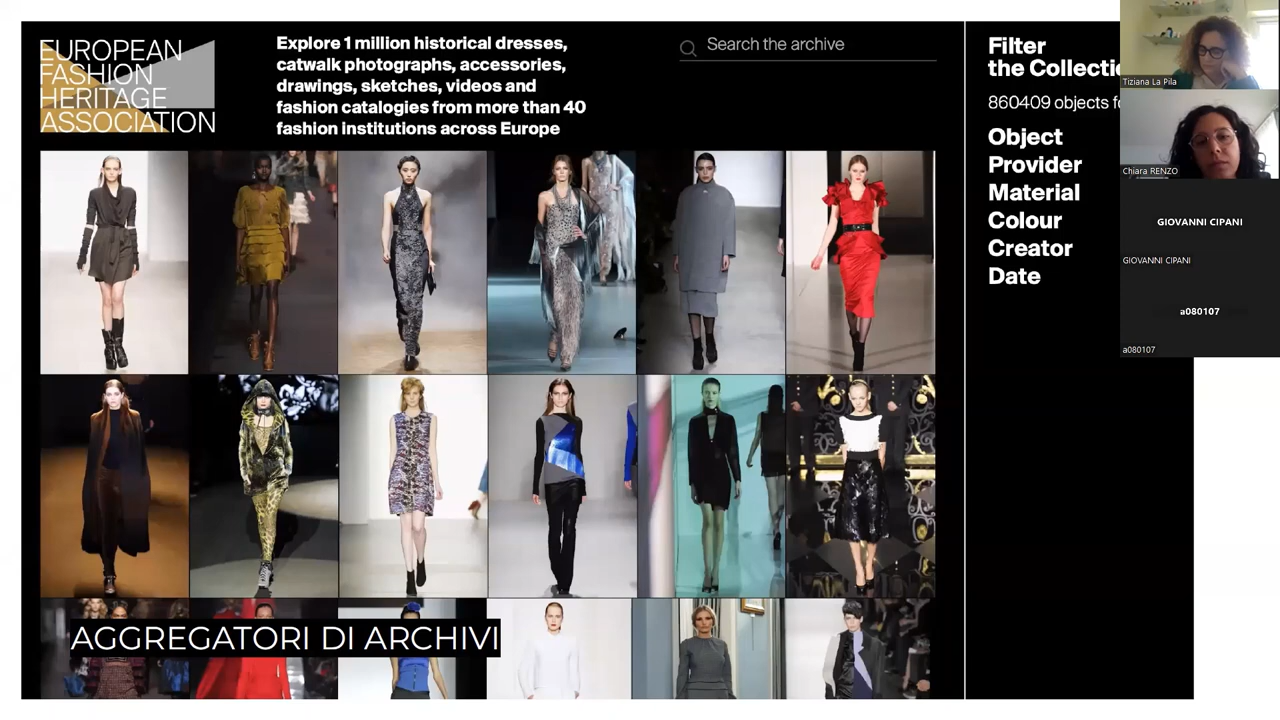 EUROPEAN
FASHION
HERITAGE
ASSOCIATION
Explore 1 million historical dresses,
catwalk photographs, accessories,
drawings, sketches, videos and
fashion catalogies from more than 40
fashion institutions across Europe
Search the archive
Filter
the Collectio
860409 objects fo
Object
Provider
Material
Colour
Creator
Date
Tiziana La Pila
Chiara RENZO
GIOVANNI CIPANI
GIOVANNI CIPANI
a080107
a080107
AGGREGATORI DI ARCHIVI